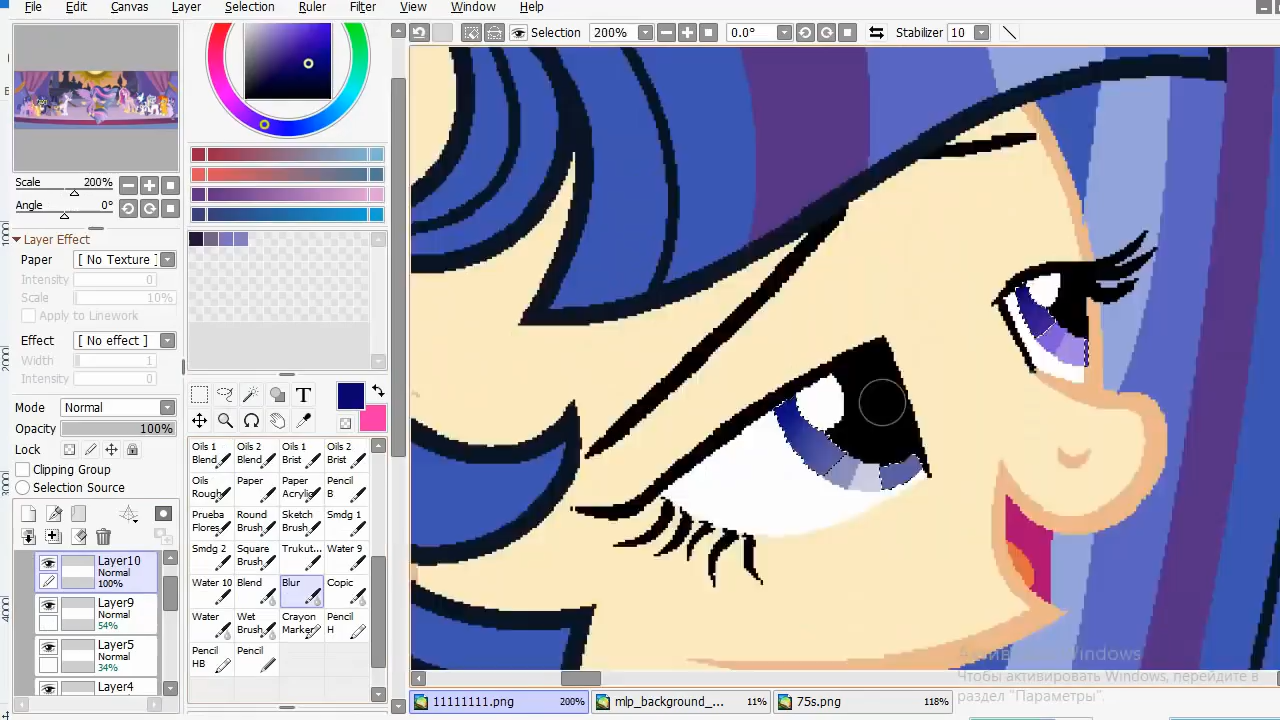 File Edit Canvas Layer Selection Ruler Filter View Window Help
Selection 200% 0.0° Stabilizer 10
Scale 200%
Angle 0°
Layer Effect
Paper [ No Texture ]
Intensity 0
Scale 10%
Apply to Linework
Effect [ No effect ]
Width 1
Intensity 0
Mode Normal
Opacity 100%
Lock
Clipping Group
Selection Source
Layer10
Normal
100%
Layer9
Normal
54%
Layer5
Normal
34%
Layer4
T
Oils 1 Oils 2 Oils 1 Oils 2
Blend Blend Brist Brist
Oils Paper Paper Pencil
Rough Acrylic B
Prueba Round Sketch Smdg 1
Flores Brush Brush
Smdg 2 Square Trukut... Water 9
Brush
Water 10 Blend Blur Copic
Water Wet Crayon Pencil
Brush Marker H
Pencil Pencil
HB
Windows
Чтобы активировать Windows, перейдите в
раздел "Параметры".
11111111.png 200% mlp_background_... 11% 75s.png 118%